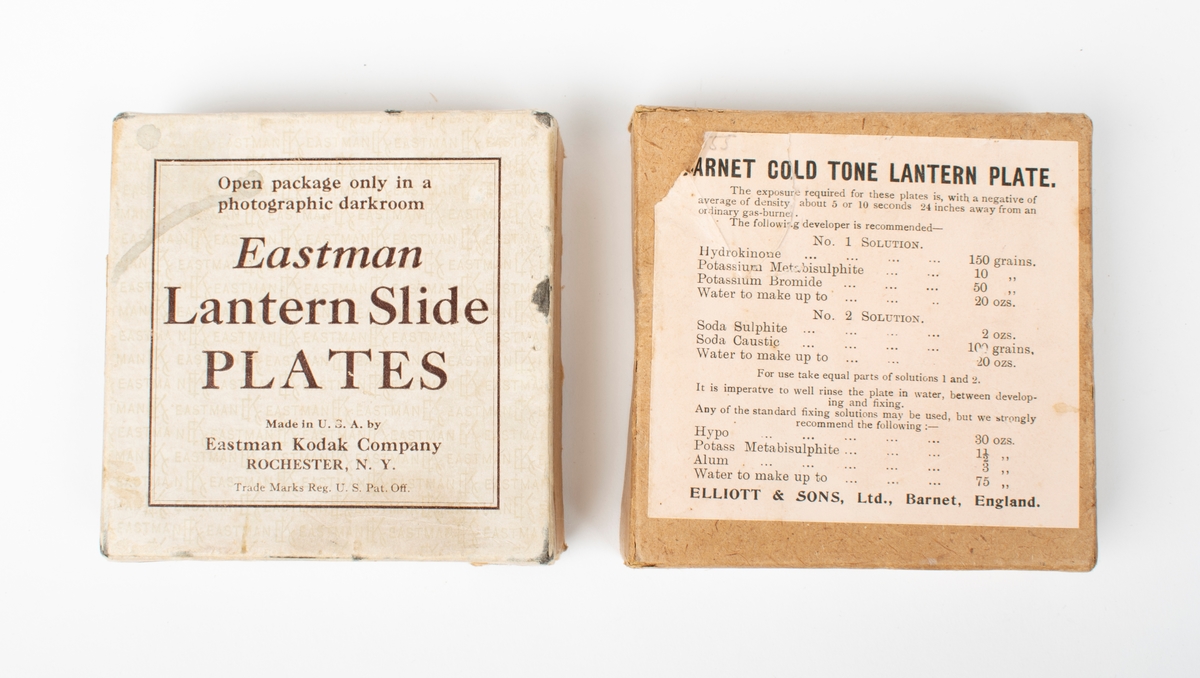 Open package only in a
photographic darkroom
Eastman
Lantern Slide
PLATES
Made in U. S. A. by
Eastman Kodak Company
ROCHESTER, N. Y.
Trade Marks Reg. U. S. Pat. Off.
ARNET COLD TONE LANTERN PLATE.
The exposure required for these plates is, with a negative of
average of density about 5 or 10 seconds 24 inches away from an
ordinary gas-burner.
The following developer is recommended—
No. 1 SOLUTION.
Hydrokinone ... ... ... ... 150 grains.
Potassium Metabisulphite ... ... ... 10 ,,
Potassium Bromide ... ... ... 50 ,,
Water to make up to ... ... .. 20 ozs.
No. 2 SOLUTION.
Soda Sulphite ... ... ... ... 2 ozs.
Soda Caustic ... ... ... ... 100 grains.
Water to make up to ... ... 20 ozs.
For use take equal parts of solutions 1 and 2.
It is imperatve to well rinse the plate in water, between develop-
ing and fixing.
Any of the standard fixing solutions may be used, but we strongly
recommend the following :—
Hypo .. ... ... ... ... 30 ozs.
Potass Metabisulphite ... ... ... 1½ ,,
Alum ... ... ... ... ... 3 ,,
Water to make up to ... ... ... 75 ,,
ELLIOTT & SONS, Ltd., Barnet, England.